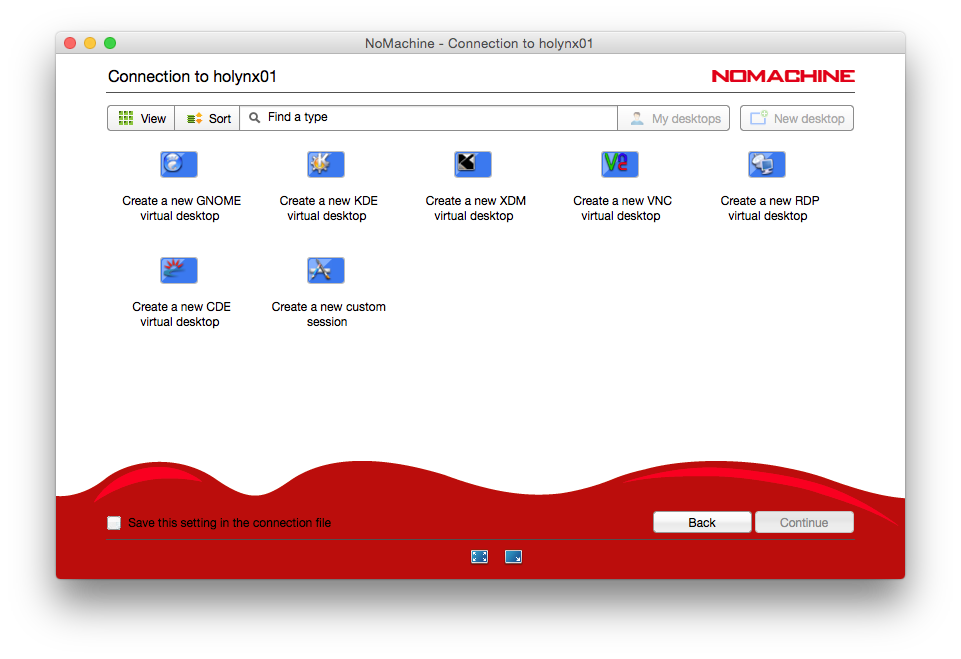 NoMachine - Connection to holynx01
Connection to holynx01
NOMACHINE
View
Sort
Find a type
My desktops
New desktop
Create a new GNOME
virtual desktop
Create a new KDE
virtual desktop
Create a new XDM
virtual desktop
Create a new VNC
virtual desktop
Create a new RDP
virtual desktop
Create a new CDE
virtual desktop
Create a new custom
session
Save this setting in the connection file
Back
Continue